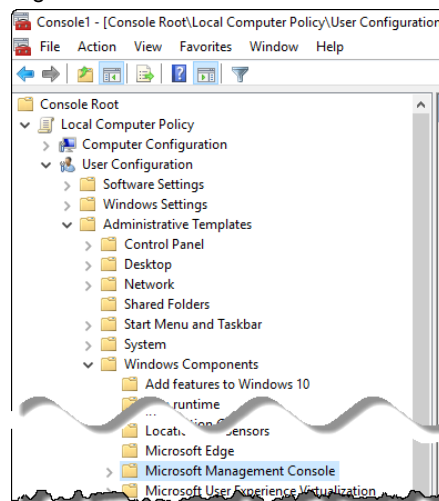 Console1 - [Console Root\Local Computer Policy\User Configuration
File Action View Favorites Window Help
Console Root
Local Computer Policy
Computer Configuration
User Configuration
Software Settings
Windows Settings
Administrative Templates
Control Panel
Desktop
Network
Shared Folders
Start Menu and Taskbar
System
Windows Components
Add features to Windows 10
runtime
Sensors
Microsoft Edge
Microsoft Management Console
Microsoft User Experience Virtualization